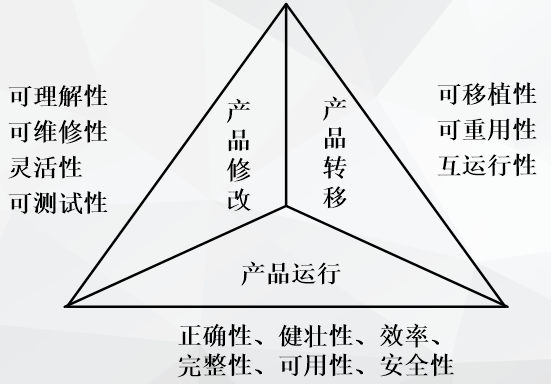 可理解性
可维修性
灵活性
可测试性
产品修改
产品转移
可移植性
可重用性
互运行性
产品运行
正确性、健壮性、效率、
完整性、可用性、安全性